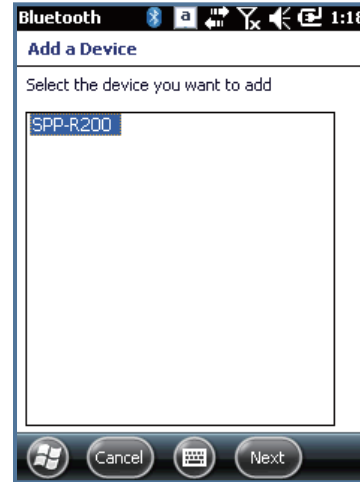 Bluetooth a 1:18
Add a Device
Select the device you want to add
SPP-R200
Cancel Next